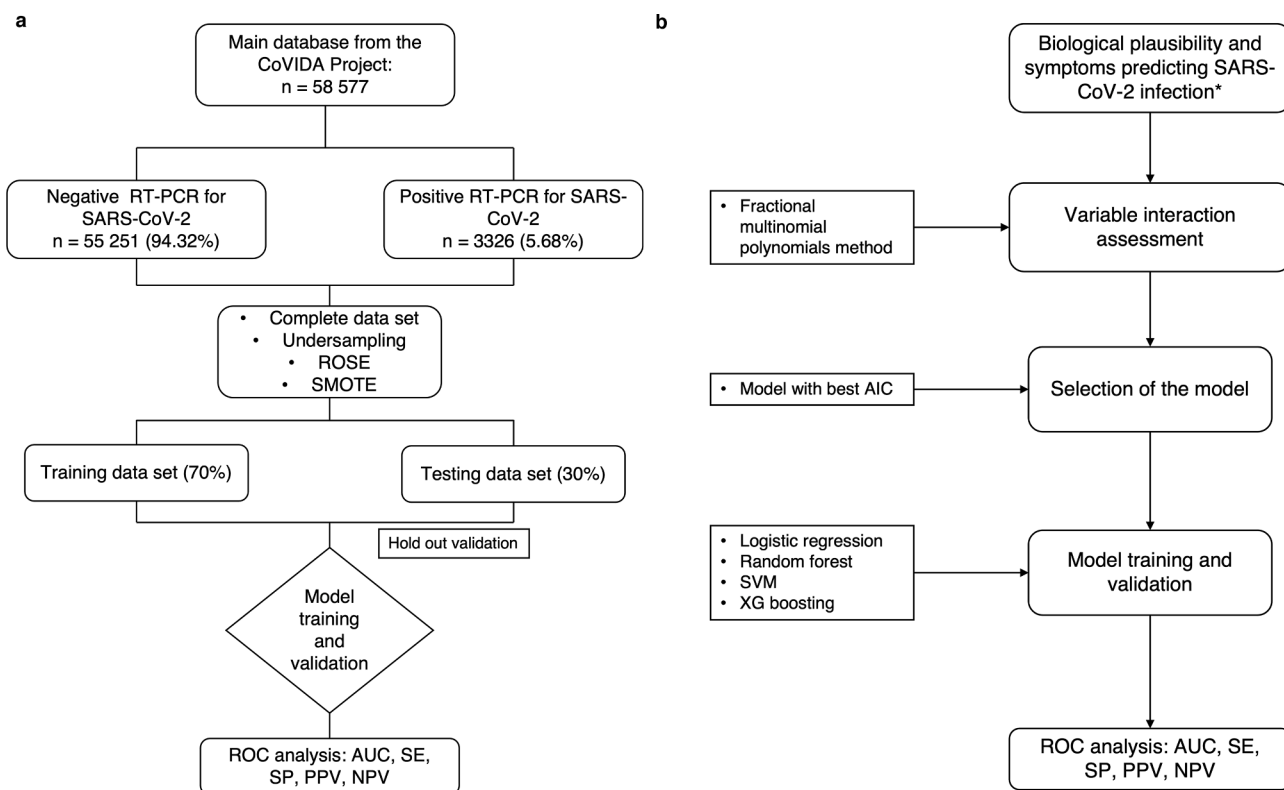 a
Main database from the
CoVIDA Project:
n = 58 577
Negative RT-PCR for
SARS-CoV-2
n = 55 251 (94.32%)
Positive RT-PCR for SARS-
CoV-2
n = 3326 (5.68%)
• Complete data set
• Undersampling
• ROSE
• SMOTE
Training data set (70%)
Testing data set (30%)
Hold out validation
Model
training
and
validation
ROC analysis: AUC, SE,
SP, PPV, NPV
b
Biological plausibility and
symptoms predicting SARS-
CoV-2 infection*
• Fractional
multinomial
polynomials method
Variable interaction
assessment
• Model with best AIC
Selection of the model
• Logistic regression
• Random forest
• SVM
• XG boosting
Model training and
validation
ROC analysis: AUC, SE,
SP, PPV, NPV